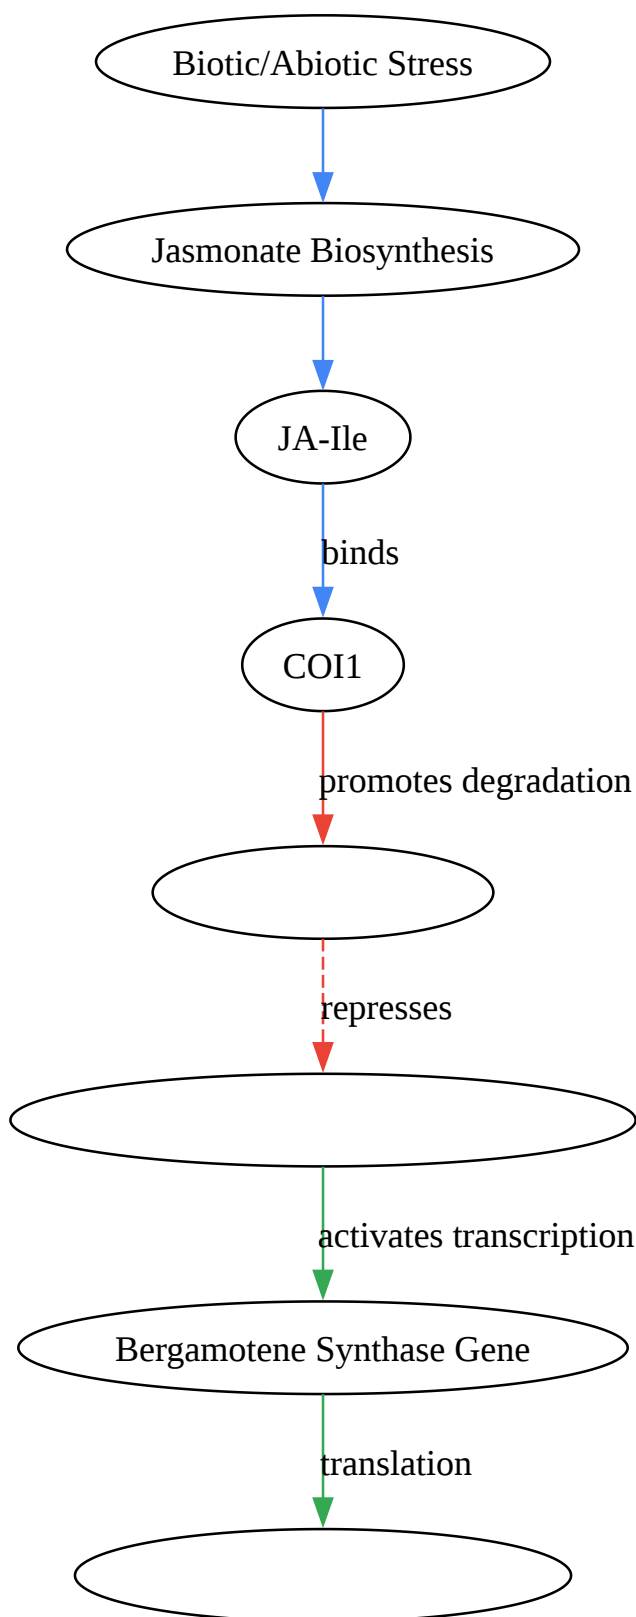 Biotic/Abiotic Stress
Jasmonate Biosynthesis
JA-Ile
binds
COI1
promotes degradation
represses
activates transcription
Bergamotene Synthase Gene
translation